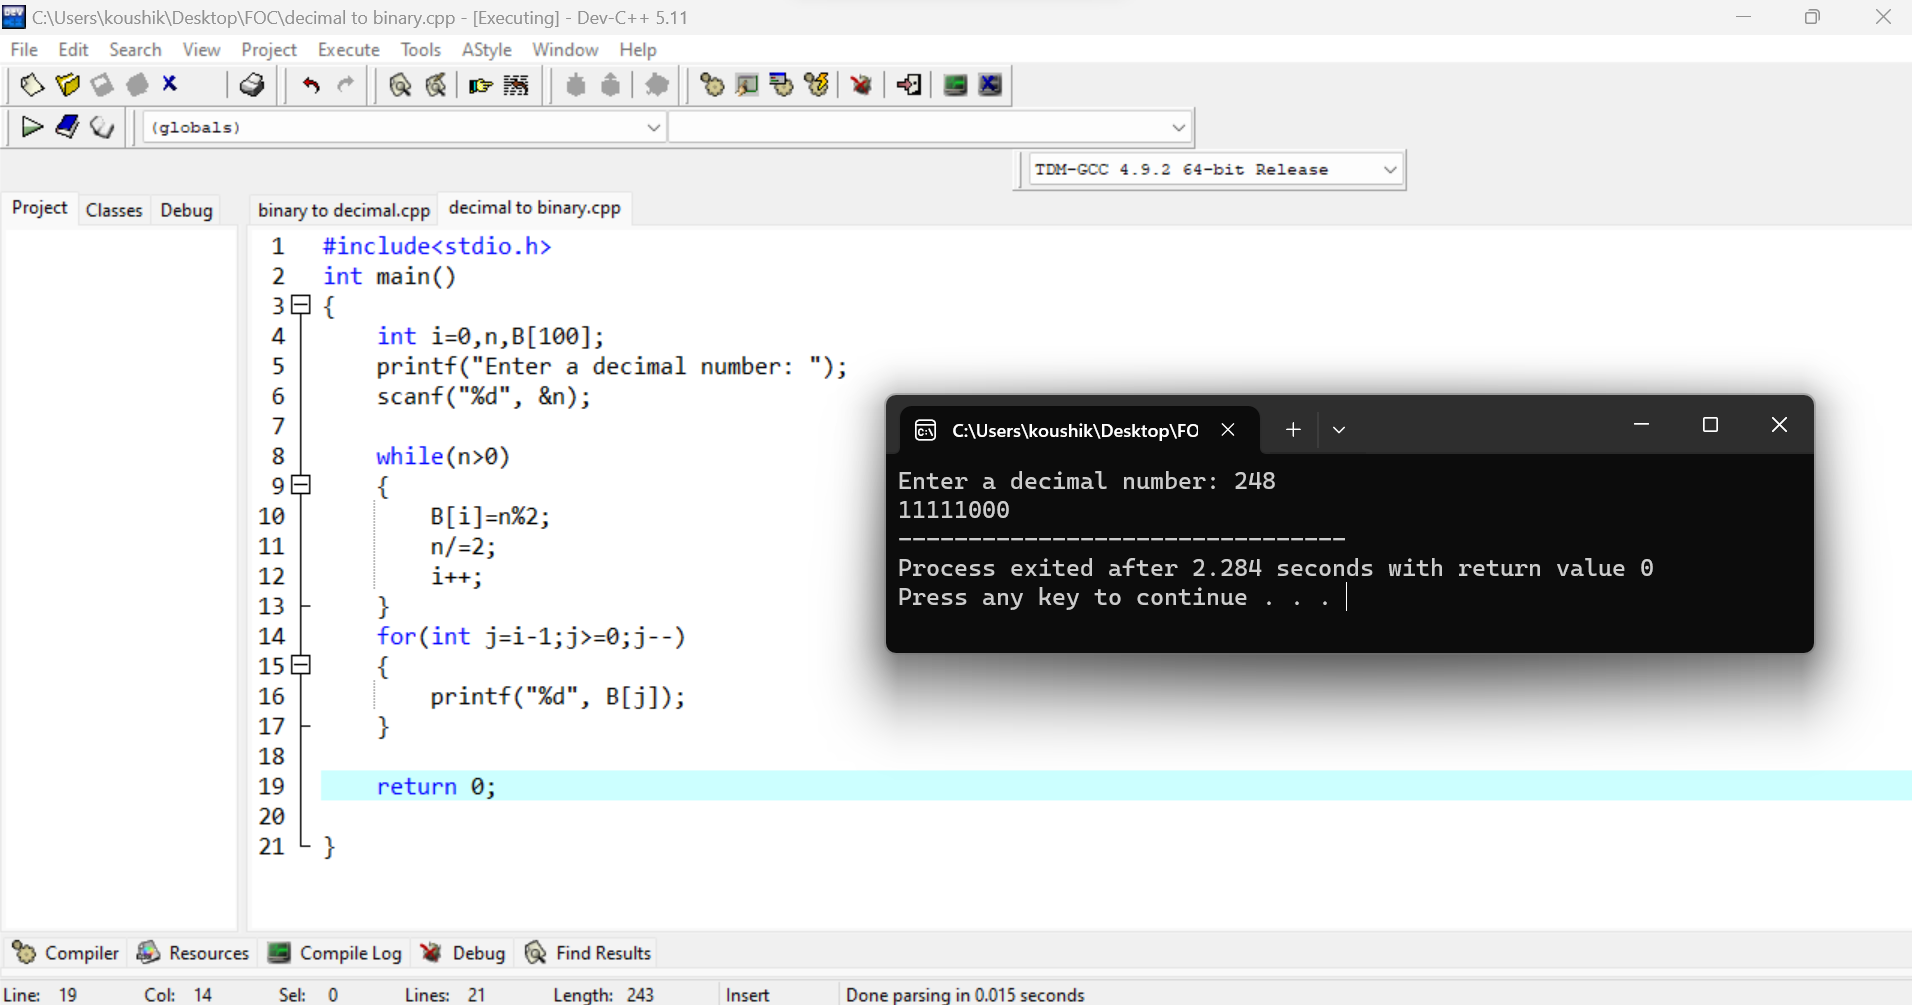 C:\Users\koushik\Desktop\FOC\decimal to binary.cpp - [Executing] - Dev-C++ 5.11
File Edit Search View Project Execute Tools AStyle Window Help
(globals)
TDM-GCC 4.9.2 64-bit Release
Project Classes Debug
binary to decimal.cpp decimal to binary.cpp
1 #include<stdio.h>
2 int main()
3 {
4 int i=0,n,B[100];
5 printf("Enter a decimal number: ");
6 scanf("%d", &n);
7
8 while(n>0)
9 {
10 B[i]=n%2;
11 n/=2;
12 i++;
13 }
14 for(int j=i-1;j>=0;j--)
15 {
16 printf("%d", B[j]);
17 }
18
19 return 0;
20
21 }
C:\Users\koushik\Desktop\FO
Enter a decimal number: 248
11111000
--------------------------------
Process exited after 2.284 seconds with return value 0
Press any key to continue . . .
Compiler Resources Compile Log Debug Find Results
Line: 19 Col: 14 Sel: 0 Lines: 21 Length: 243 Insert Done parsing in 0.015 seconds